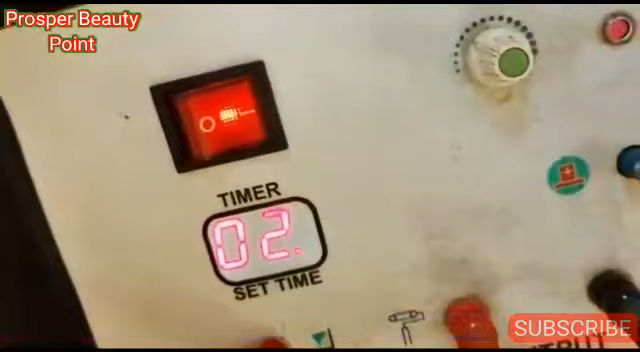 Prosper Beauty
Point
TIMER
02.
SET TIME
SUBSCRIBE